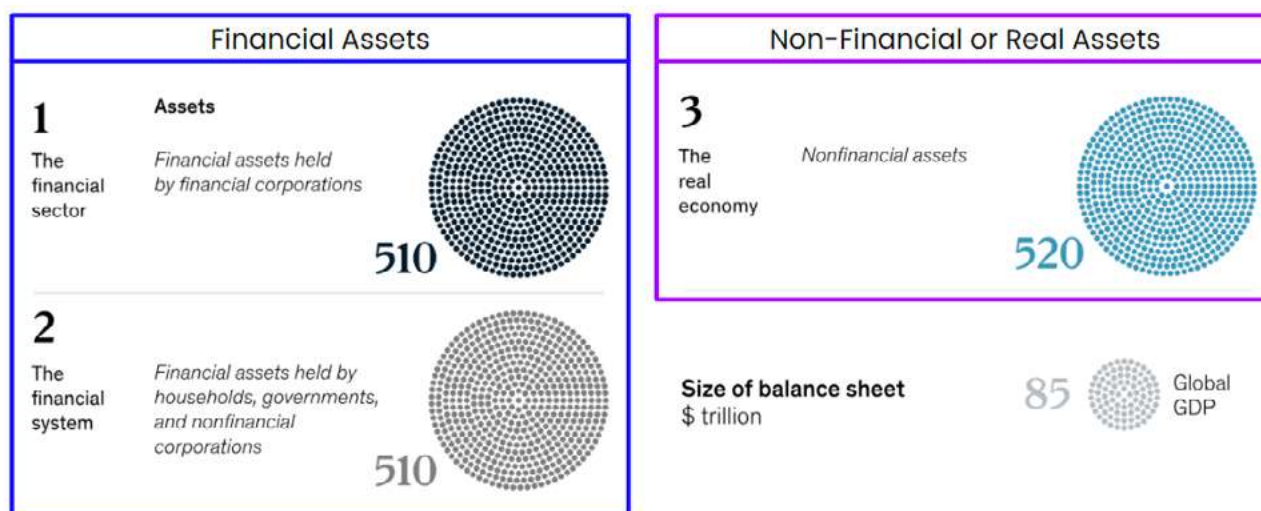 Financial Assets
1
The
financial
sector
Assets
Financial assets held
by financial corporations
510
2
The
financial
system
Financial assets held by
households, governments,
and nonfinancial
corporations
510
Non-Financial or Real Assets
3
The
real
economy
Nonfinancial assets
520
Size of balance sheet
$ trillion
85
Global
GDP